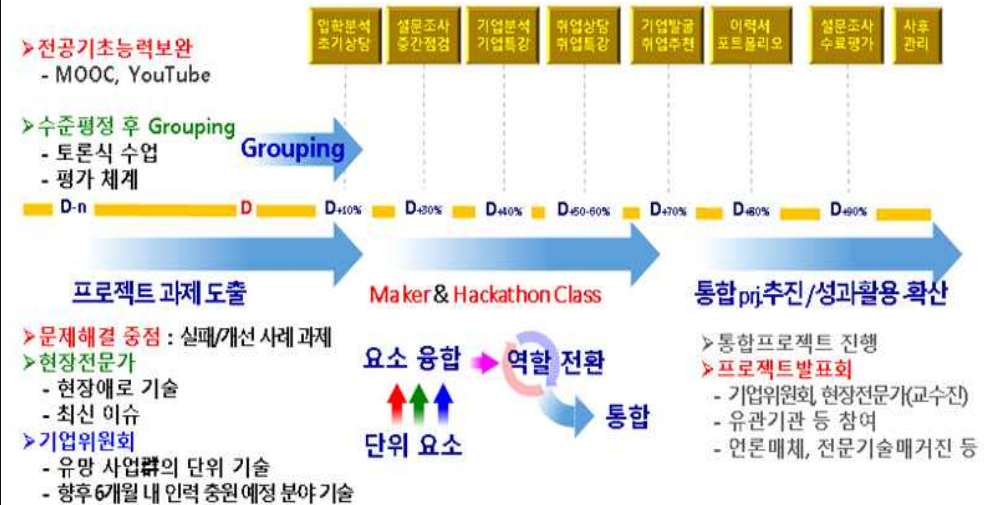 입학분석
초기상담
설문조사
중간점검
기업분석
기업특강
취업상담
취업특강
기업발굴
취업추천
이력서
포트폴리오
설문조사
수료평가
사후
관리
➤전공기초능력보완
- MOOC, YouTube
➤수준평정 후 Grouping
- 토론식 수업
- 평가 체계
Grouping
D-n
D
D+10%
D+30%
D+40%
D+50-60%
D+70%
D+80%
D+90%
프로젝트 과제 도출
Maker & Hackathon Class
통합 prj.추진/성과활용·확산
➤문제해결 중점 : 실패/개선 사례 과제
➤현장전문가
- 현장애로 기술
- 최신 이슈
➤기업위원회
- 유망 사업群의 단위 기술
- 향후 6개월 내 인력 충원 예정 분야 기술
요소 융합
역할 전환
단위 요소
통합
➤통합프로젝트 진행
➤프로젝트발표회
- 기업위원회, 현장전문가(교수진)
- 유관기관 등 참여
- 언론매체, 전문기술매거진 등